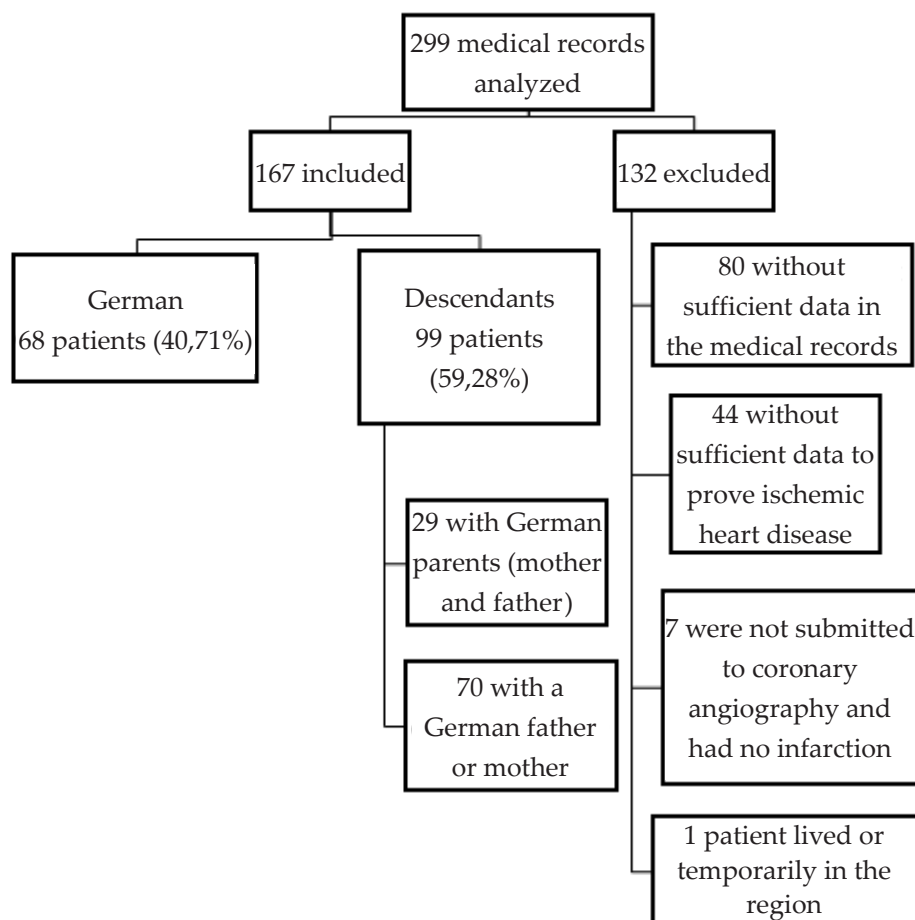 299 medical records
analyzed
167 included
132 excluded
German
68 patients (40,71%)
Descendants
99 patients
(59,28%)
29 with German
parents (mother
and father)
70 with a
German father
or mother
80 without
sufficient data in
the medical records
44 without
sufficient data to
prove ischemic
heart disease
7 were not submitted
to coronary
angiography and
had no infarction
1 patient lived or
temporarily in the
region